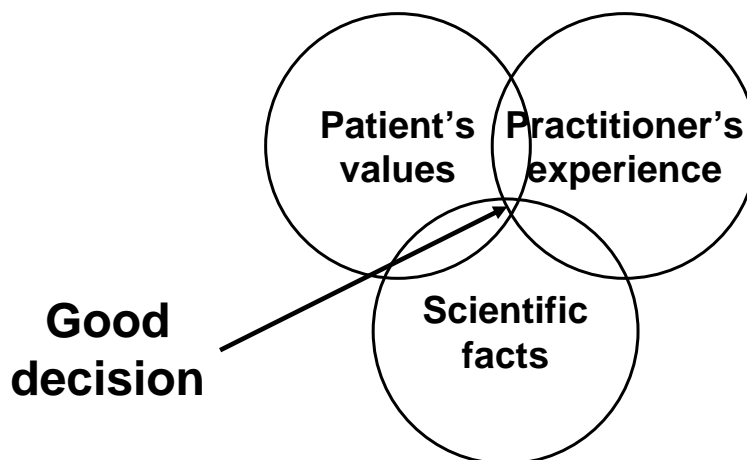 Patient's
values
Practitioner's
experience
Scientific
facts
Good
decision